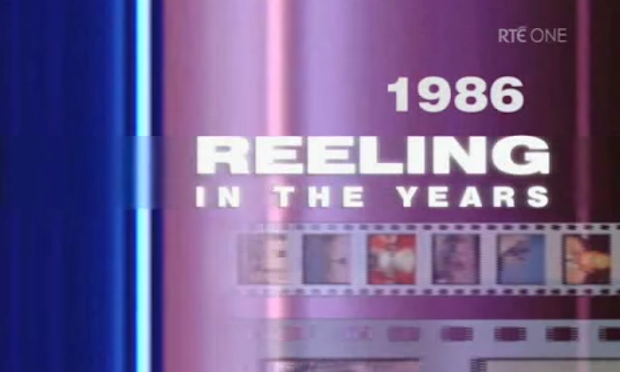 RTÉ ONE
1986
REELING
IN THE YEARS